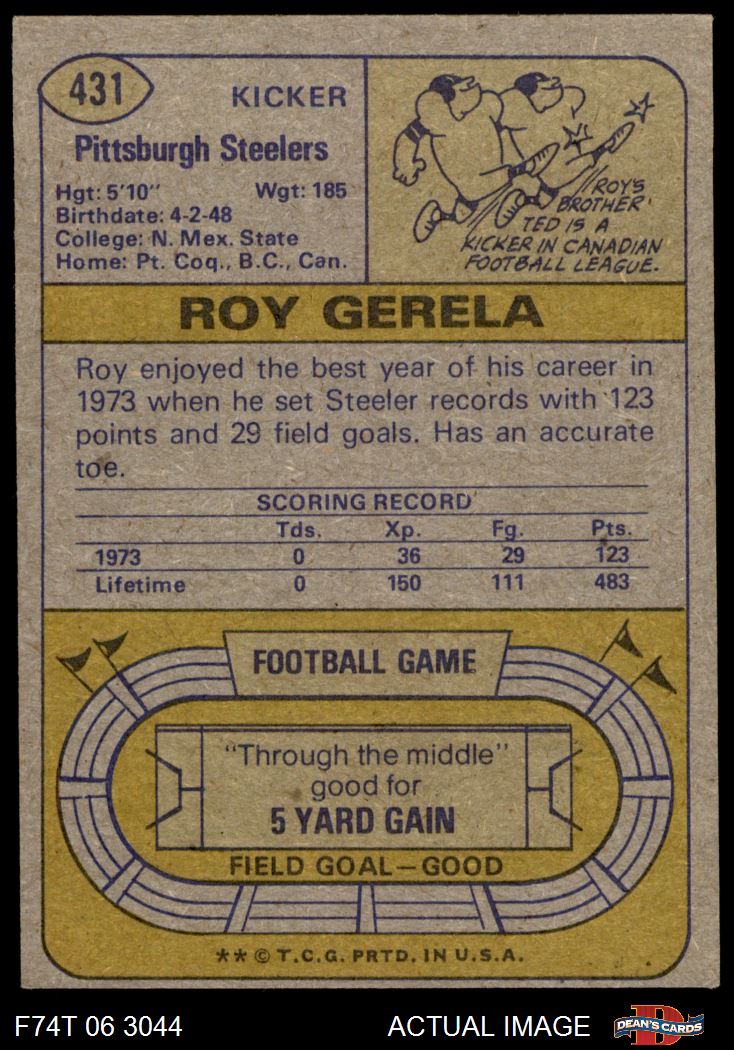 431
KICKER
Pittsburgh Steelers
Hgt: 5'10" Wgt: 185
Birthdate: 4-2-48
College: N. Mex. State
Home: Pt. Coq., B.C., Can.
ROY'S
BROTHER
TED IS A
KICKER IN CANADIAN
FOOTBALL LEAGUE.
ROY GERELA
Roy enjoyed the best year of his career in
1973 when he set Steeler records with 123
points and 29 field goals. Has an accurate
toe.
SCORING RECORD
Tds. Xp. Fg. Pts.
1973 0 36 29 123
Lifetime 0 150 111 483
FOOTBALL GAME
"Through the middle"
good for
5 YARD GAIN
FIELD GOAL—GOOD
** © T.C.G. PRTD. IN U.S.A.
F74T 06 3044 ACTUAL IMAGE
D
DEAN'S CARDS